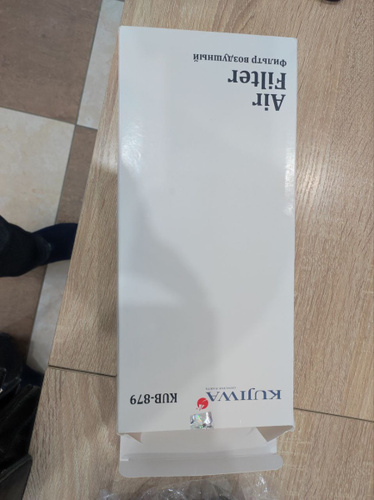 KUJIWA
KUB-879
Air
Filter
Фильтр воздушный